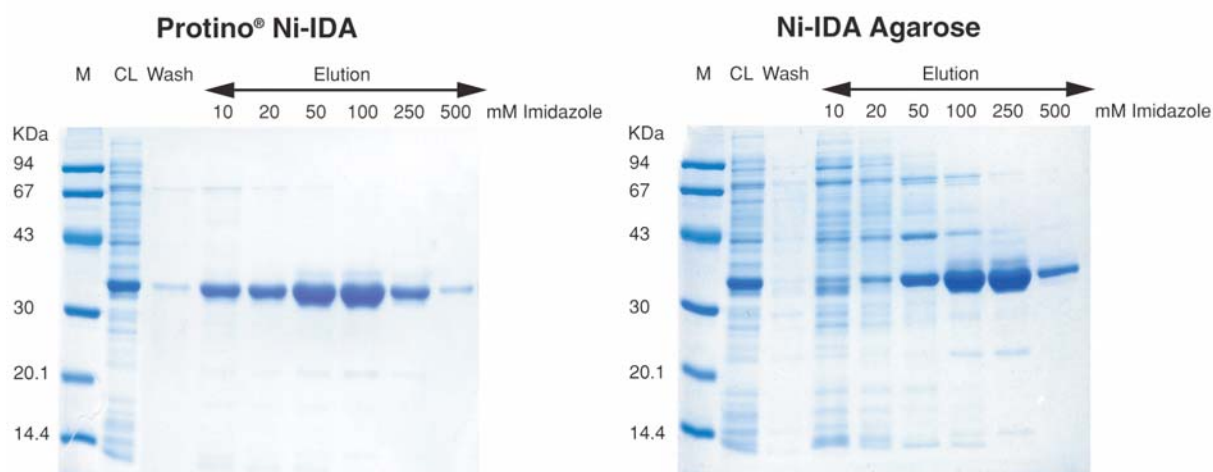 Protino® Ni-IDA
M CL Wash Elution
10 20 50 100 250 500 mM Imidazole
KDa
94
67
43
30
20.1
14.4
Ni-IDA Agarose
M CL Wash Elution
10 20 50 100 250 500 mM Imidazole
KDa
94
67
43
30
20.1
14.4